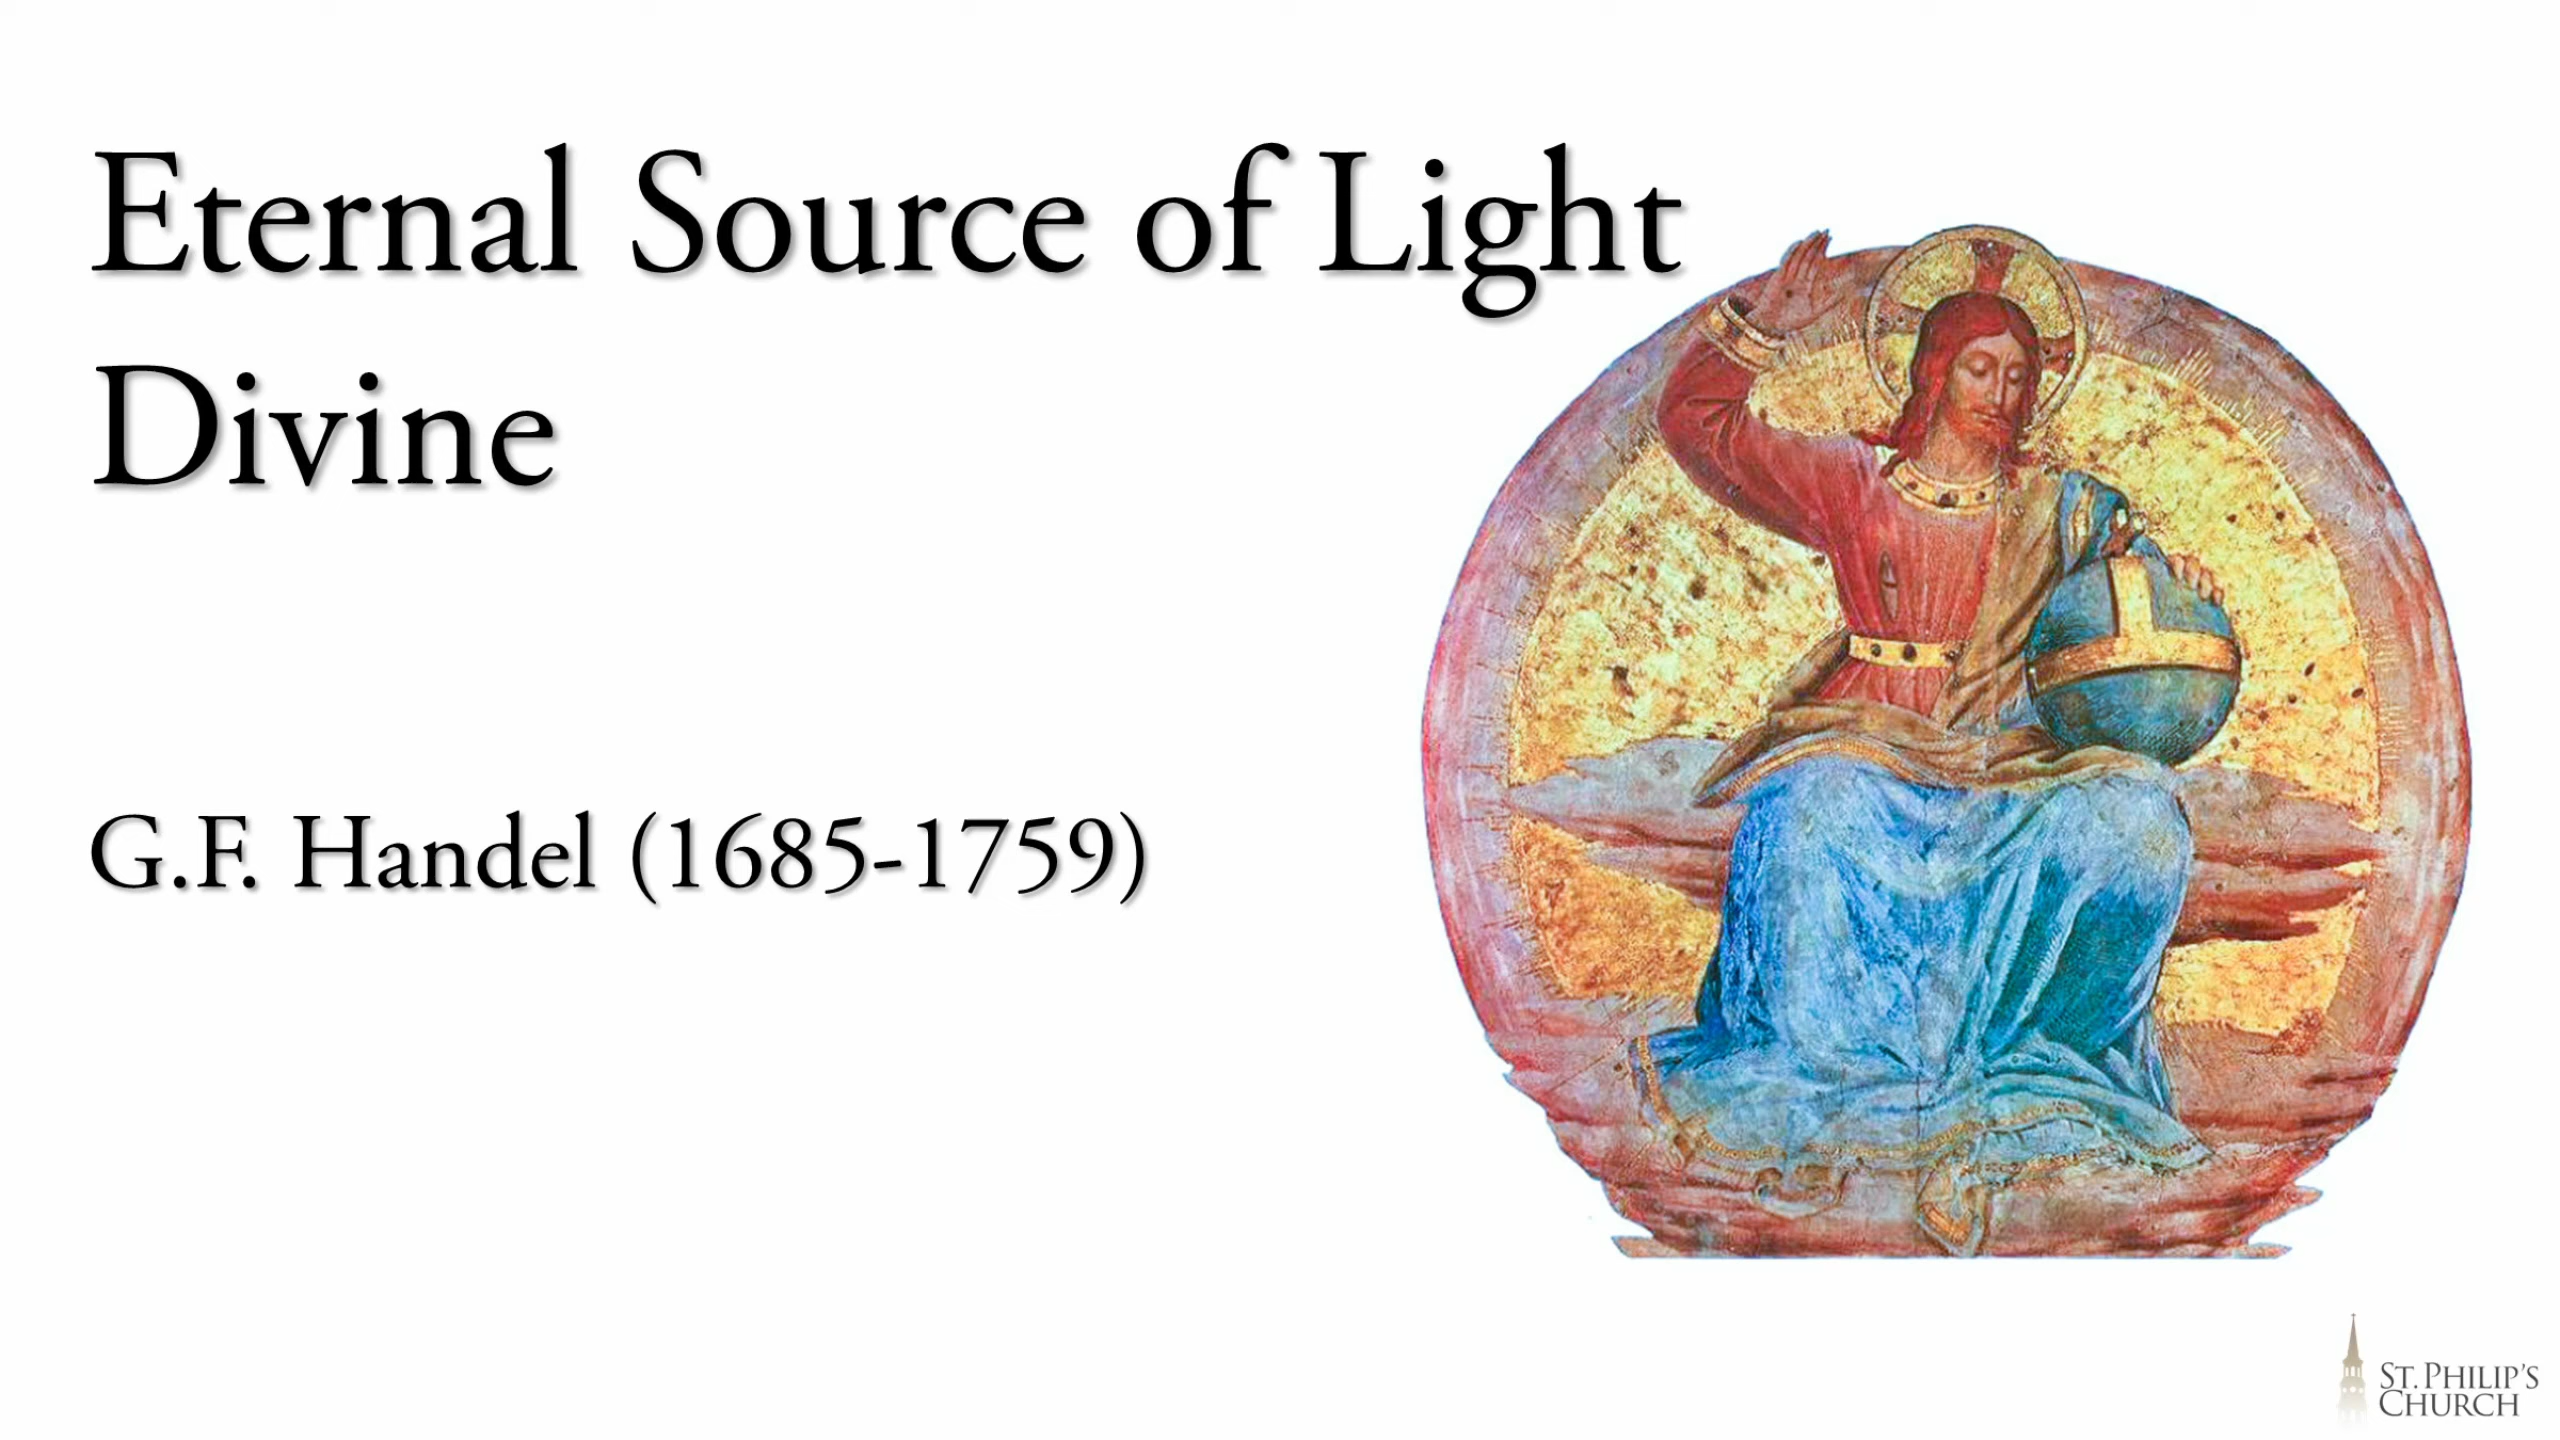 Eternal Source of Light
Divine
G.F. Handel (1685-1759)
ST. PHILIP'S
CHURCH